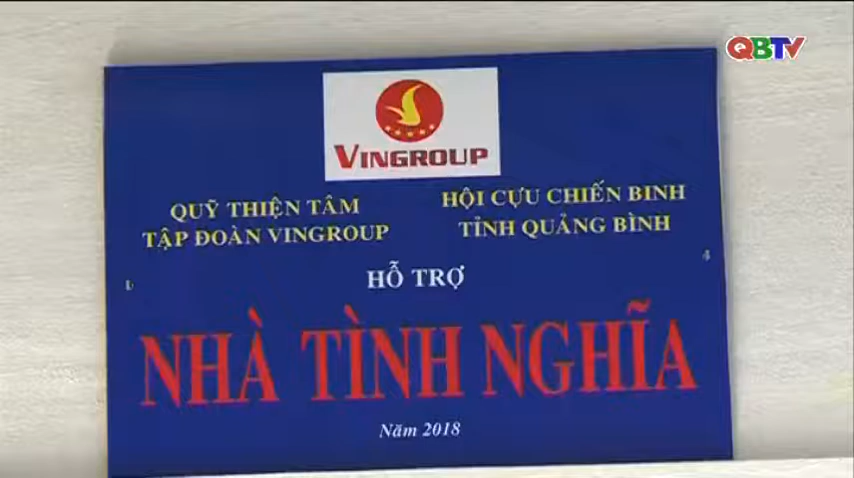 QBTV
VINGROUP
QUỸ THIỆN TÂM
TẬP ĐOÀN VINGROUP
HỘI CỰU CHIẾN BINH
TỈNH QUẢNG BÌNH
HỖ TRỢ
NHÀ TÌNH NGHĨA
Năm 2018